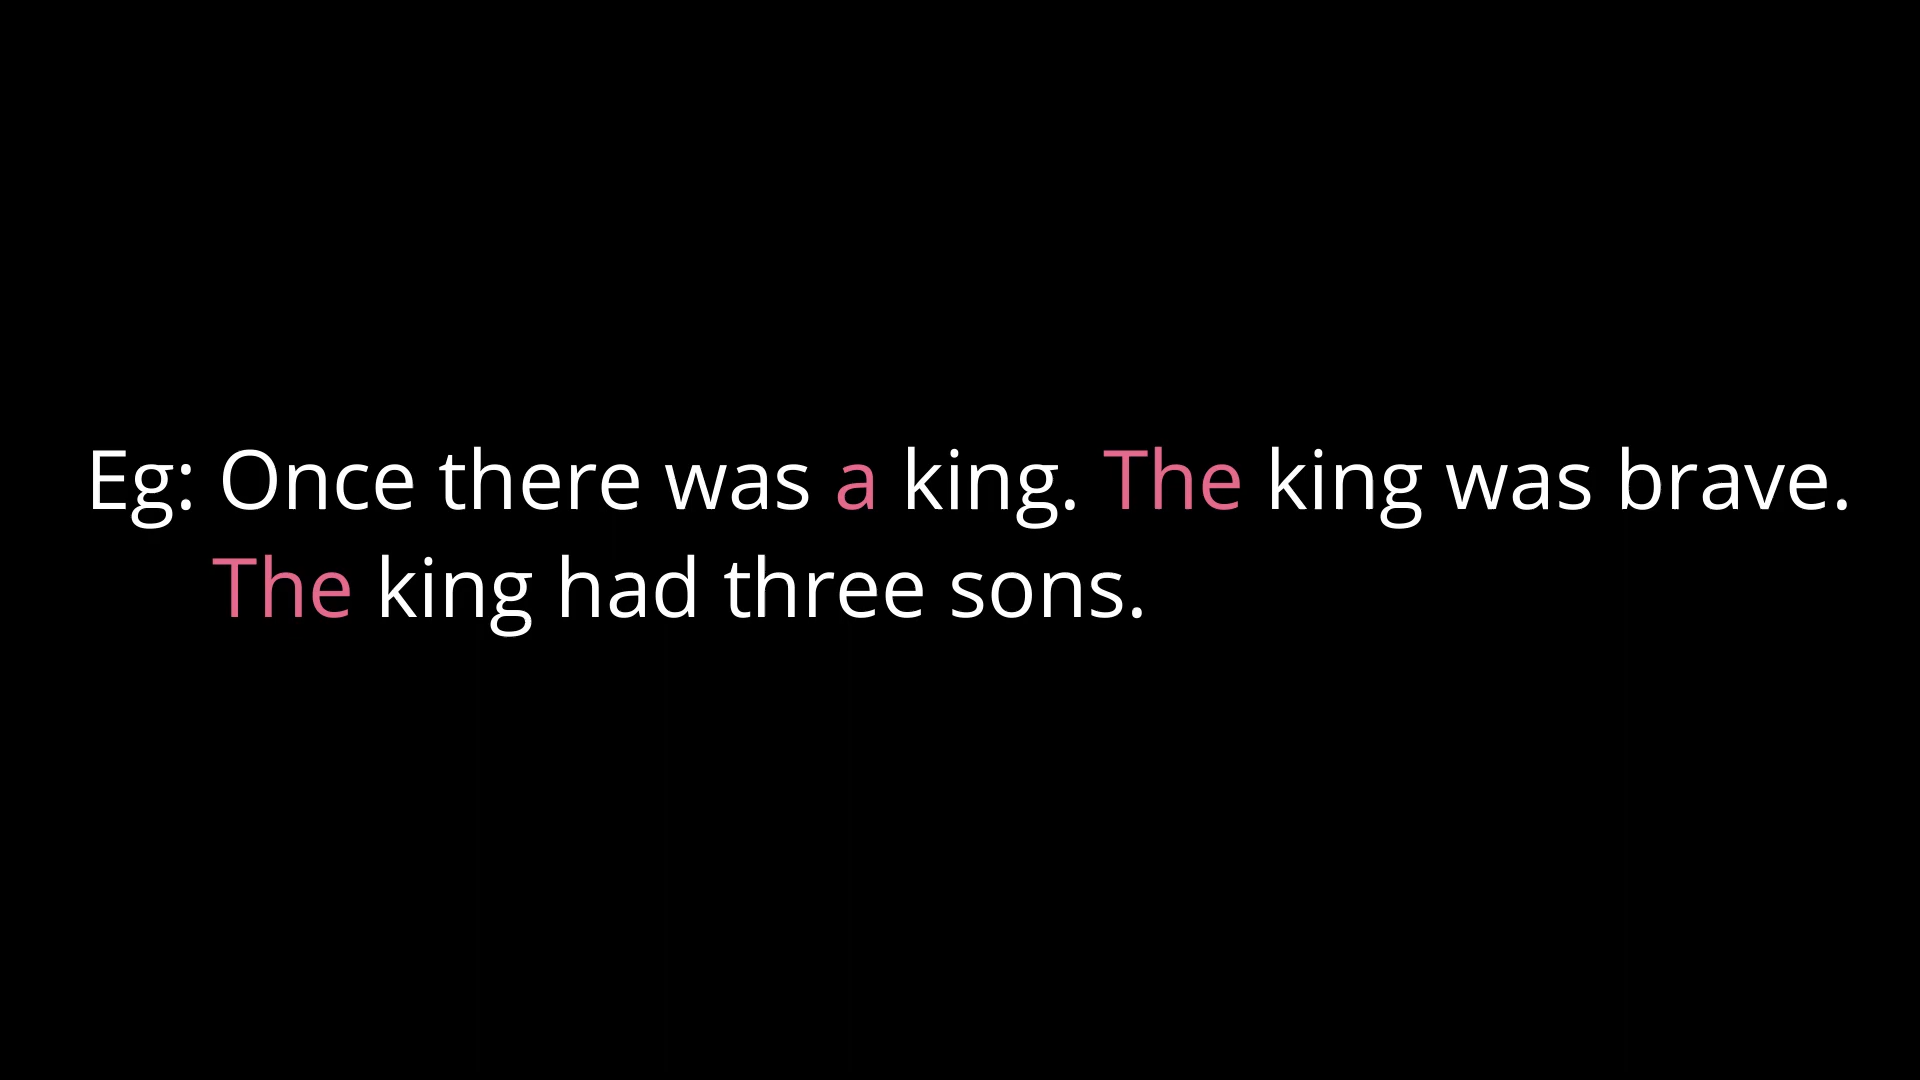 Eg: Once there was a king. The king was brave.
The king had three sons.